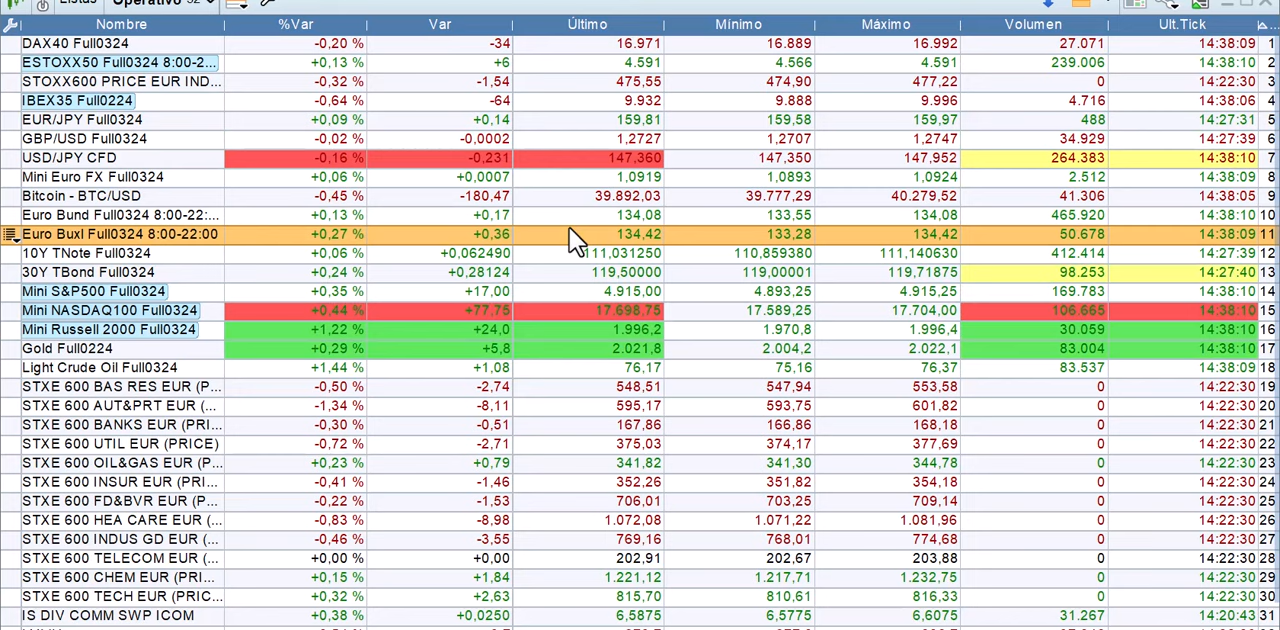 Listas Operativo 32
Nombre %Var Var Último Mínimo Máximo Volumen Ult.Tick
DAX40 Full0324 -0,20 % -34 16.971 16.889 16.992 27.071 14:38:09 1
ESTOXX50 Full0324 8:00-2... +0,13 % +6 4.591 4.566 4.591 239.006 14:38:10 2
STOXX600 PRICE EUR IND... -0,32 % -1,54 475,55 474,90 477,22 0 14:22:30 3
IBEX35 Full0224 -0,64 % -64 9.932 9.888 9.996 4.716 14:38:06 4
EUR/JPY Full0324 +0,09 % +0,14 159,81 159,58 159,97 488 14:27:31 5
GBP/USD Full0324 -0,02 % -0,0002 1,2727 1,2707 1,2747 34.929 14:27:39 6
USD/JPY CFD -0,16 % -0,231 147,360 147,350 147,952 264.383 14:38:10 7
Mini Euro FX Full0324 +0,06 % +0,0007 1,0919 1,0893 1,0924 2.512 14:38:09 8
Bitcoin - BTC/USD -0,45 % -180,47 39.892,03 39.777,29 40.279,52 41.306 14:38:05 9
Euro Bund Full0324 8:00-22:... +0,13 % +0,17 134,08 133,55 134,08 465.920 14:38:10 10
Euro Buxl Full0324 8:00-22:00 +0,27 % +0,36 134,42 133,28 134,42 50.678 14:38:09 11
10Y TNote Full0324 +0,06 % +0,062490 111,031250 110,859380 111,140630 412.414 14:27:39 12
30Y TBond Full0324 +0,24 % +0,28124 119,50000 119,00001 119,71875 98.253 14:27:40 13
Mini S&P500 Full0324 +0,35 % +17,00 4.915,00 4.893,25 4.915,25 169.783 14:38:10 14
Mini NASDAQ100 Full0324 +0,44 % +77,75 17.698,75 17.589,25 17.704,00 106.665 14:38:10 15
Mini Russell 2000 Full0324 +1,22 % +24,0 1.996,2 1.970,8 1.996,4 30.059 14:38:10 16
Gold Full0224 +0,29 % +5,8 2.021,8 2.004,2 2.022,1 83.004 14:38:10 17
Light Crude Oil Full0324 +1,44 % +1,08 76,17 75,16 76,37 83.537 14:38:09 18
STXE 600 BAS RES EUR (P... -0,50 % -2,74 548,51 547,94 553,58 0 14:22:30 19
STXE 600 AUT&PRT EUR (... -1,34 % -8,11 595,17 593,75 601,82 0 14:22:30 20
STXE 600 BANKS EUR (PRI... -0,30 % -0,51 167,86 166,86 168,18 0 14:22:30 21
STXE 600 UTIL EUR (PRICE) -0,72 % -2,71 375,03 374,17 377,69 0 14:22:30 22
STXE 600 OIL&GAS EUR (P... +0,23 % +0,79 341,82 341,30 344,78 0 14:22:30 23
STXE 600 INSUR EUR (PRI... -0,41 % -1,46 352,26 351,82 354,18 0 14:22:30 24
STXE 600 FD&BVR EUR (P... -0,22 % -1,53 706,01 703,25 709,14 0 14:22:30 25
STXE 600 HEA CARE EUR (... -0,83 % -8,98 1.072,08 1.071,22 1.081,96 0 14:22:30 26
STXE 600 INDUS GD EUR (... -0,46 % -3,55 769,16 768,01 774,68 0 14:22:30 27
STXE 600 TELECOM EUR (... +0,00 % +0,00 202,91 202,67 203,88 0 14:22:30 28
STXE 600 CHEM EUR (PRI... +0,15 % +1,84 1.221,12 1.217,71 1.232,75 0 14:22:30 29
STXE 600 TECH EUR (PRIC... +0,32 % +2,63 815,70 810,61 816,33 0 14:22:30 30
IS DIV COMM SWP ICOM +0,38 % +0,0250 6,5875 6,5775 6,6075 31.267 14:20:43 31